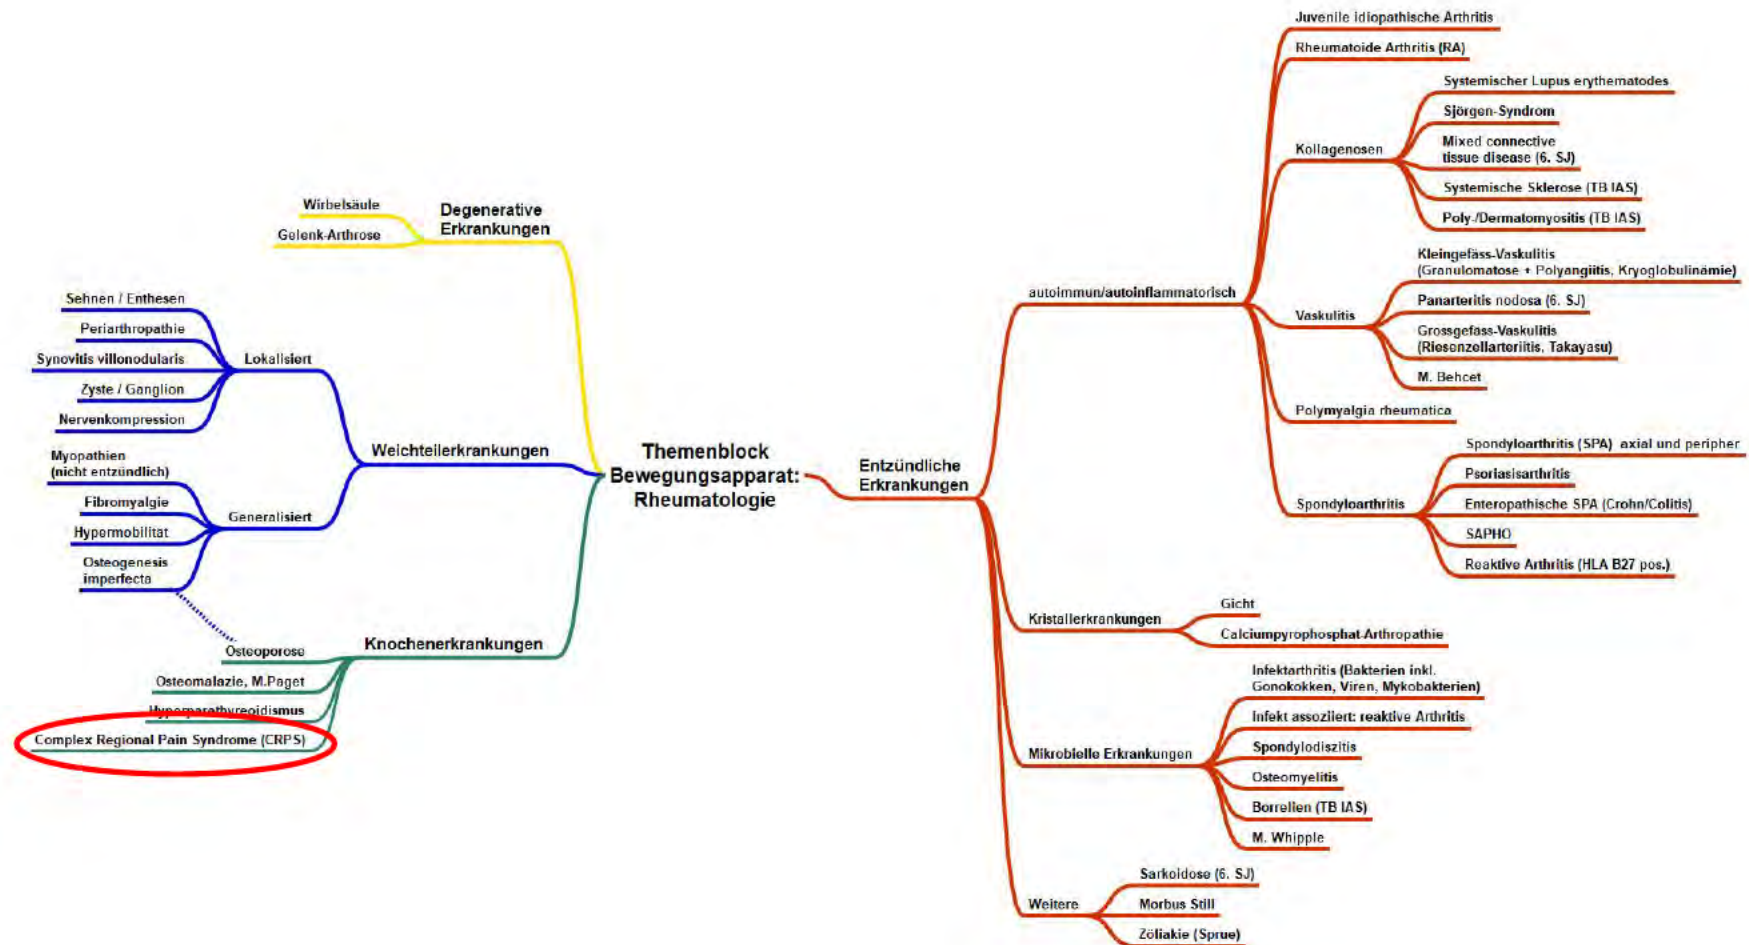 Themenblock
Bewegungsapparat:
Rheumatologie
Degenerative
Erkrankungen
Wirbelsäule
Gelenk-Arthrose
Weichteilerkrankungen
Lokalisiert
Sehnen / Enthesen
Periarthropathie
Synovitis villonodularis
Zyste / Ganglion
Nervenkompression
Generalisiert
Myopathien
(nicht entzündlich)
Fibromyalgie
Hypermobilität
Osteogenesis
imperfecta
Knochenerkrankungen
Osteoporose
Osteomalazie, M.Paget
Hyperparathyreoidismus
Complex Regional Pain Syndrome (CRPS)
Entzündliche
Erkrankungen
autoimmun/autoinflammatorisch
Juvenile idiopathische Arthritis
Rheumatoide Arthritis (RA)
Kollagenosen
Systemischer Lupus erythematodes
Sjörgen-Syndrom
Mixed connective
tissue disease (6. SJ)
Systemische Sklerose (TB IAS)
Poly-/Dermatomyositis (TB IAS)
Vaskulitis
Kleingefäss-Vaskulitis
(Granulomatose + Polyangiitis, Kryoglobulinämie)
Panarteritis nodosa (6. SJ)
Grossgefäss-Vaskulitis
(Riesenzellarteriitis, Takayasu)
M. Behcet
Polymyalgia rheumatica
Spondyloarthritis
Spondyloarthritis (SPA) axial und peripher
Psoriasisarthritis
Enteropathische SPA (Crohn/Colitis)
SAPHO
Reaktive Arthritis (HLA B27 pos.)
Kristallerkrankungen
Gicht
Calciumpyrophosphat-Arthropathie
Mikrobielle Erkrankungen
Infektarthritis (Bakterien inkl.
Gonokokken, Viren, Mykobakterien)
Infekt assoziiert: reaktive Arthritis
Spondylodiszitis
Osteomyelitis
Borrelien (TB IAS)
M. Whipple
Weitere
Sarkoidose (6. SJ)
Morbus Still
Zöliakie (Sprue)